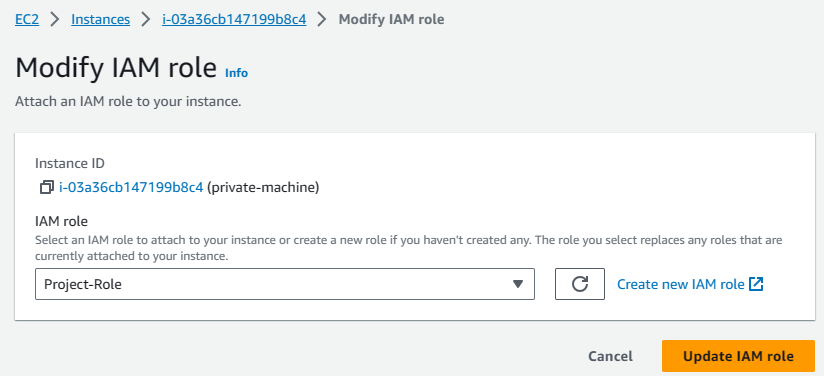 EC2 > Instances > i-03a36cb147199b8c4 > Modify IAM role
Modify IAM role Info
Attach an IAM role to your instance.
Instance ID
i-03a36cb147199b8c4 (private-machine)
IAM role
Select an IAM role to attach to your instance or create a new role if you haven't created any. The role you select replaces any roles that are
currently attached to your instance.
Project-Role
Create new IAM role
Cancel
Update IAM role